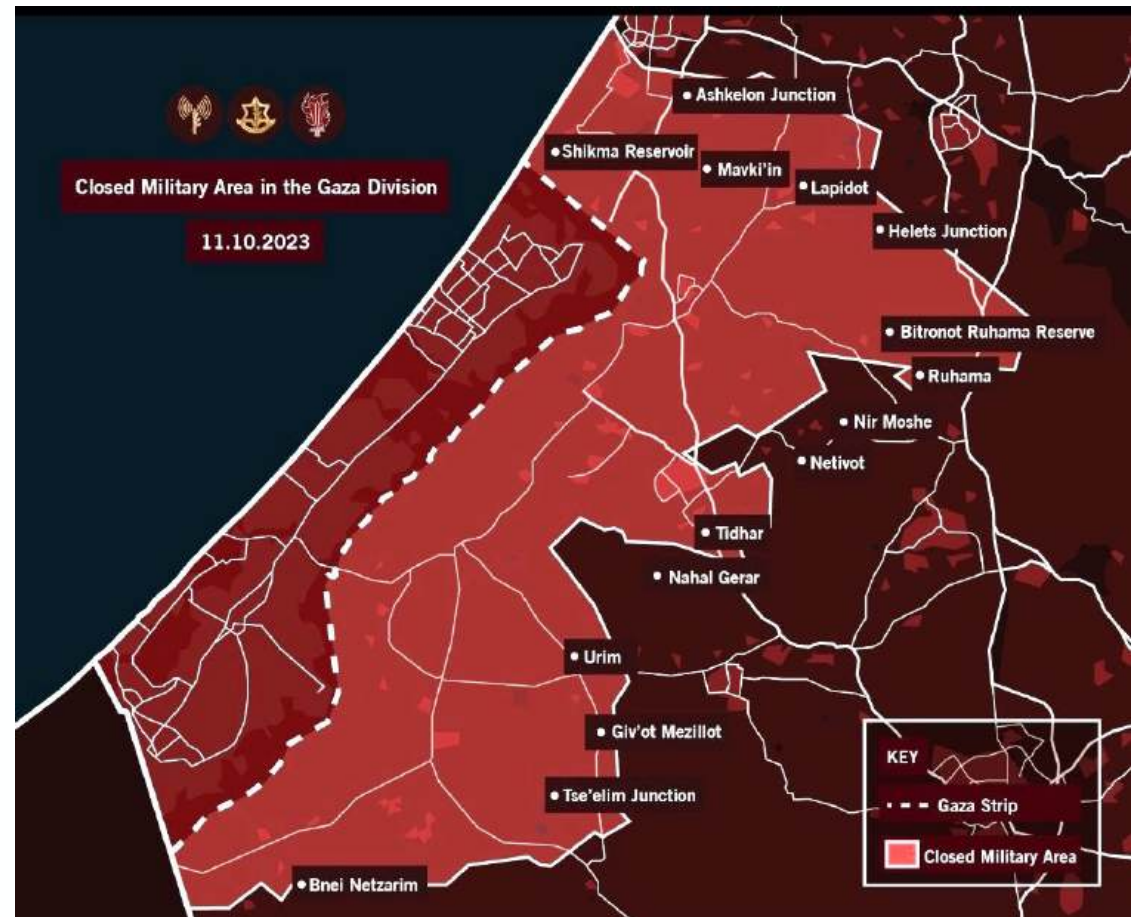 Closed Military Area in the Gaza Division
11.10.2023
Ashkelon Junction
Shikma Reservoir
Mavki'in
Lapidot
Helets Junction
Bitronot Ruhama Reserve
Ruhama
Nir Moshe
Netivot
Tidhar
Nahal Gerar
Urim
Giv'ot Mezillot
Tse'elim Junction
Bnei Netzarim
KEY
Gaza Strip
Closed Military Area